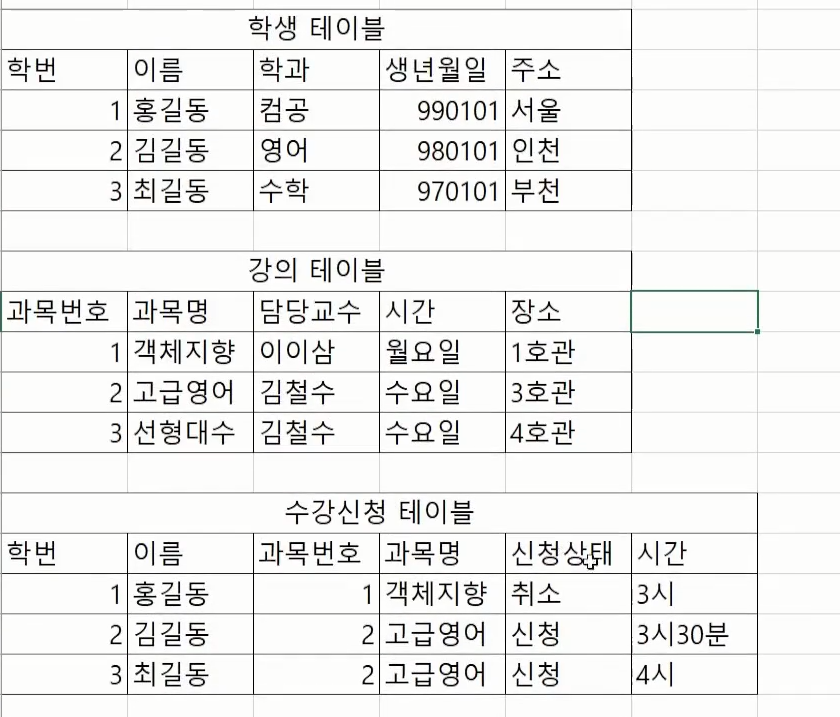 학생 테이블
학번 이름 학과 생년월일 주소
1 홍길동 컴공 990101 서울
2 김길동 영어 980101 인천
3 최길동 수학 970101 부천
강의 테이블
과목번호 과목명 담당교수 시간 장소
1 객체지향 이이삼 월요일 1호관
2 고급영어 김철수 수요일 3호관
3 선형대수 김철수 수요일 4호관
수강신청 테이블
학번 이름 과목번호 과목명 신청상태 시간
1 홍길동 1 객체지향 취소 3시
2 김길동 2 고급영어 신청 3시30분
3 최길동 2 고급영어 신청 4시